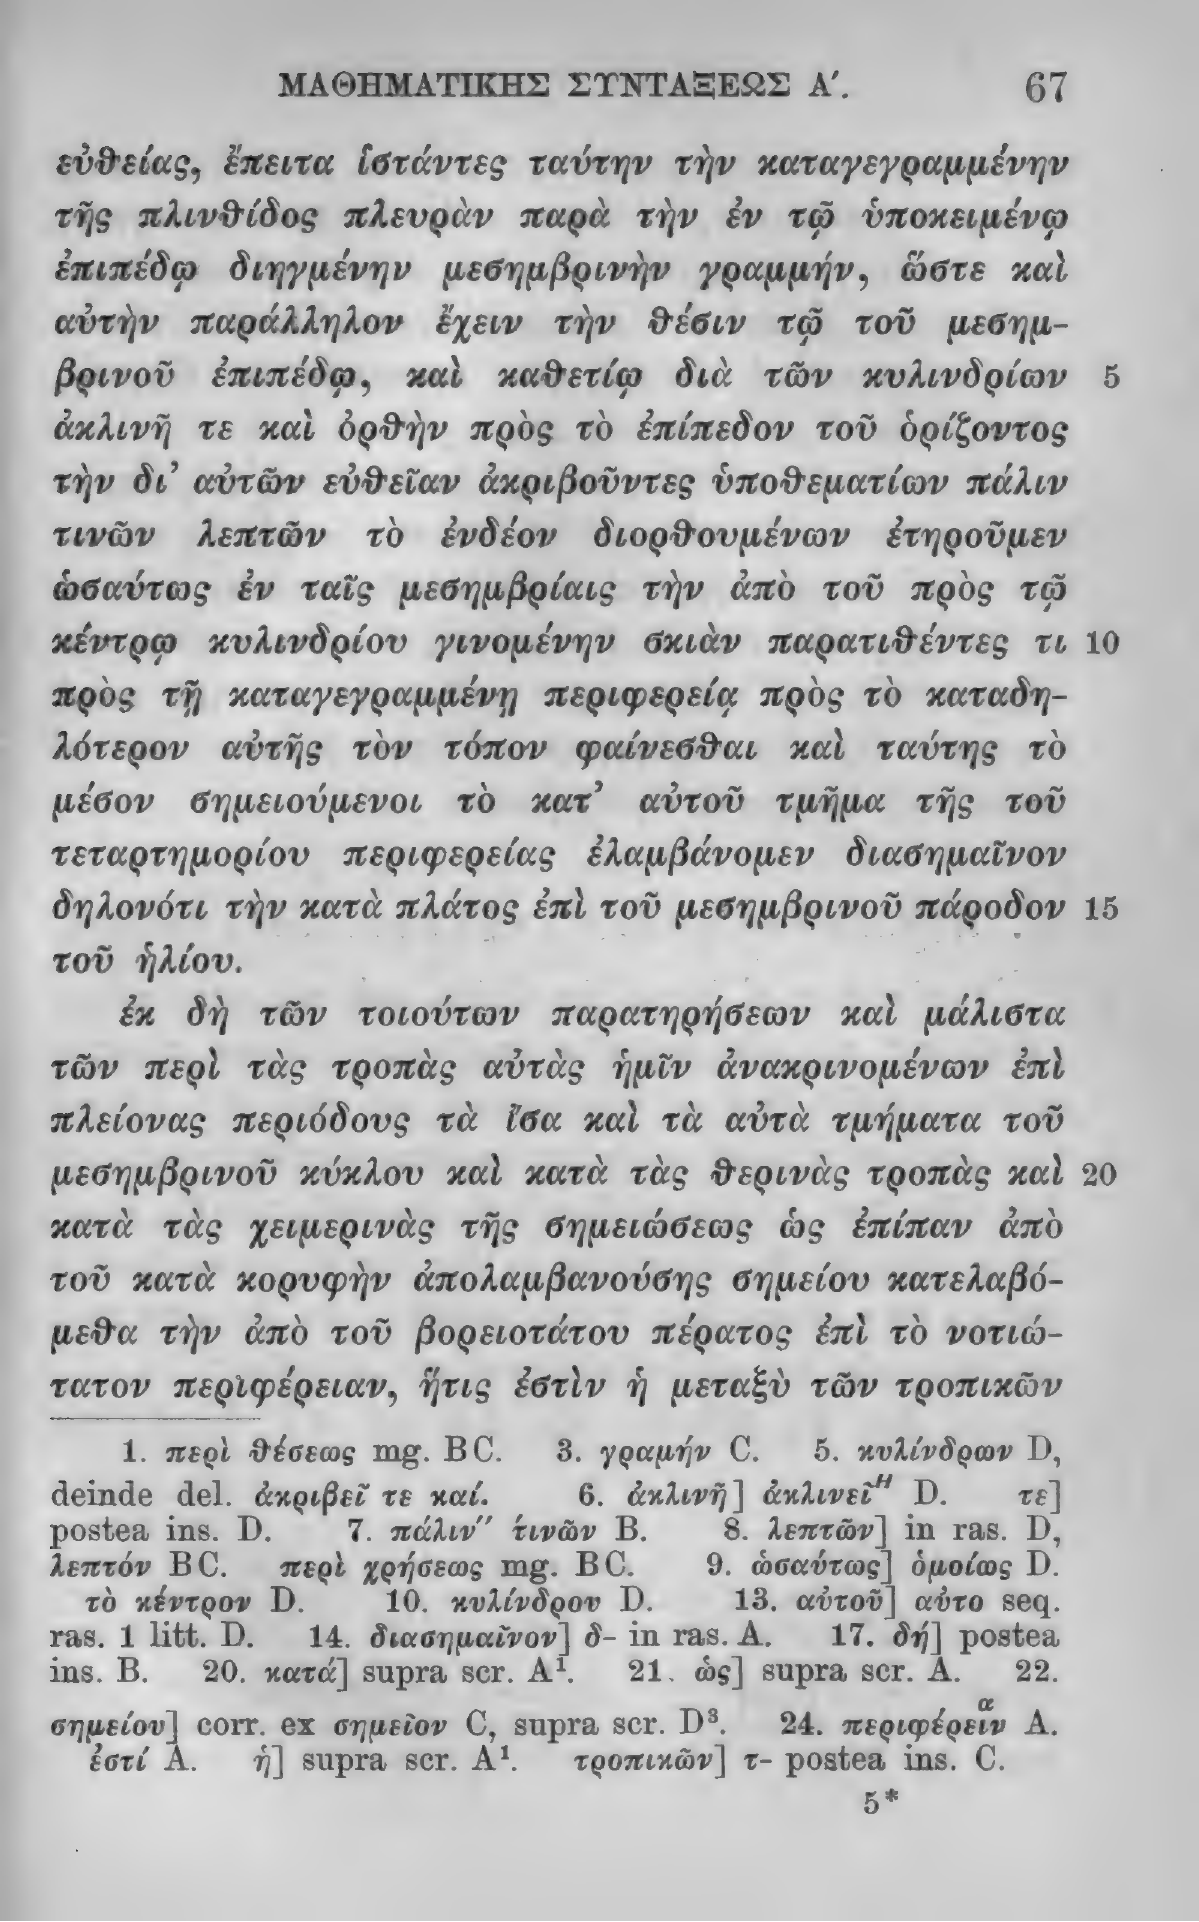 ΜΑΘΗΜΑΤΙΚΗΣ ΣΥΝΤΑΞΕΩΣ Α΄. 67
εὐθείας, ἔπειτα ἱστάντες ταύτην τὴν καταγεγραμμένην
τῆς πλινθίδος πλευρὰν παρὰ τὴν ἐν τῷ ὑποκειμένῳ
ἐπιπέδῳ διηγμένην μεσημβρινὴν γραμμήν, ὥστε καὶ
αὐτὴν παράλληλον ἔχειν τὴν θέσιν τῷ τοῦ μεσημ-
βρινοῦ ἐπιπέδῳ, καὶ καθετίῳ διὰ τῶν κυλινδρίων 5
ἀκλινῆ τε καὶ ὀρθὴν πρὸς τὸ ἐπίπεδον τοῦ ὁρίζοντος
τὴν δι’ αὐτῶν εὐθεῖαν ἀκριβοῦντες ὑποθεματίων πάλιν
τινῶν λεπτῶν τὸ ἐνδέον διορθουμένων ἐτηροῦμεν
ὡσαύτως ἐν ταῖς μεσημβρίαις τὴν ἀπὸ τοῦ πρὸς τῷ
κέντρῳ κυλινδρίου γινομένην σκιὰν παρατιθέντες τι 10
πρὸς τῇ καταγεγραμμένῃ περιφερείᾳ πρὸς τὸ καταδη-
λότερον αὐτῆς τὸν τόπον φαίνεσθαι καὶ ταύτης τὸ
μέσον σημειούμενοι τὸ κατ’ αὐτοῦ τμῆμα τῆς τοῦ
τεταρτημορίου περιφερείας ἐλαμβάνομεν διασημαῖνον
δηλονότι τὴν κατὰ πλάτος ἐπὶ τοῦ μεσημβρινοῦ πάροδον 15
τοῦ ἡλίου.
ἐκ δὴ τῶν τοιούτων παρατηρήσεων καὶ μάλιστα
τῶν περὶ τὰς τροπὰς αὐτὰς ἡμῖν ἀνακρινομένων ἐπὶ
πλείονας περιόδους τὰ ἴσα καὶ τὰ αὐτὰ τμήματα τοῦ
μεσημβρινοῦ κύκλου καὶ κατὰ τὰς θερινὰς τροπὰς καὶ 20
κατὰ τὰς χειμερινὰς τῆς σημειώσεως ὡς ἐπίπαν ἀπὸ
τοῦ κατὰ κορυφὴν ἀπολαμβανούσης σημείου κατελαβό-
μεθα τὴν ἀπὸ τοῦ βορειοτάτου πέρατος ἐπὶ τὸ νοτιώ-
τατον περιφέρειαν, ἥτις ἐστὶν ἡ μεταξὺ τῶν τροπικῶν
1. περὶ θέσεως mg. BC. 3. γραμήν C. 5. κυλίνδρων D,
deinde del. ἀκριβεῖ τε καί. 6. ἀκλινῆ] ἀκλινεῖᴴ D. τε]
postea ins. D. 7. πάλιν′′ τινῶν B. 8. λεπτῶν] in ras. D,
λεπτόν BC. περὶ χρήσεως mg. BC. 9. ὡσαύτως] ὁμοίως D.
τὸ κέντρον D. 10. κυλίνδρου D. 13. αὐτοῦ] αὐτο seq.
ras. 1 litt. D. 14. διασημαῖνον] δ- in ras. A. 17. δή] postea
ins. B. 20. κατά] supra scr. A¹. 21. ὡς] supra scr. A. 22.
σημείου] corr. ex σημεῖον C, supra scr. D³. 24. περιφέρειν͂ᵅ A.
ἐστί A. ἡ] supra scr. A¹. τροπικῶν] τ- postea ins. C.
5*